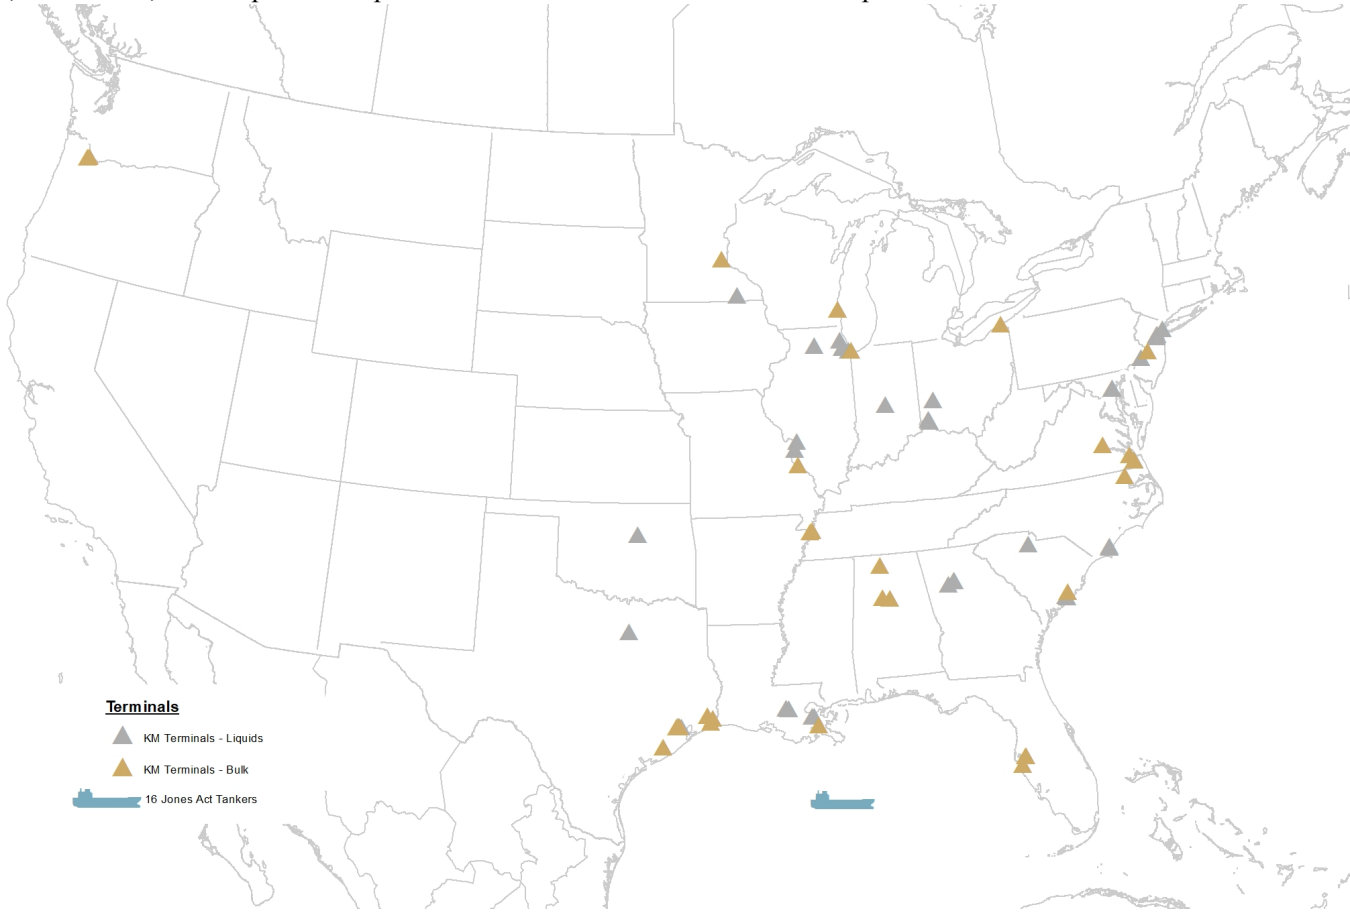 Terminals
KM Terminals - Liquids
KM Terminals - Bulk
16 Jones Act Tankers